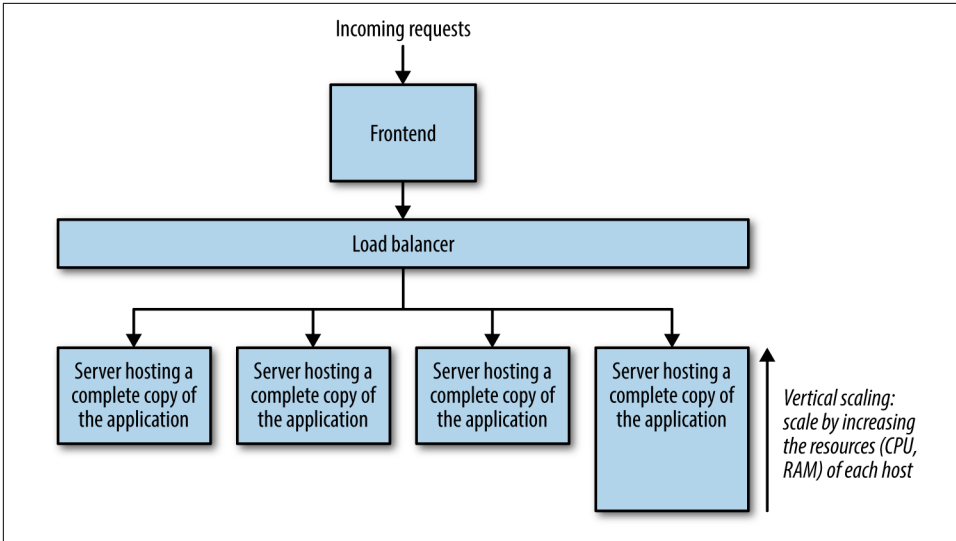 Incoming requests
Frontend
Load balancer
Server hosting a
complete copy of
the application
Server hosting a
complete copy of
the application
Server hosting a
complete copy of
the application
Server hosting a
complete copy of
the application
Vertical scaling:
scale by increasing
the resources (CPU,
RAM) of each host